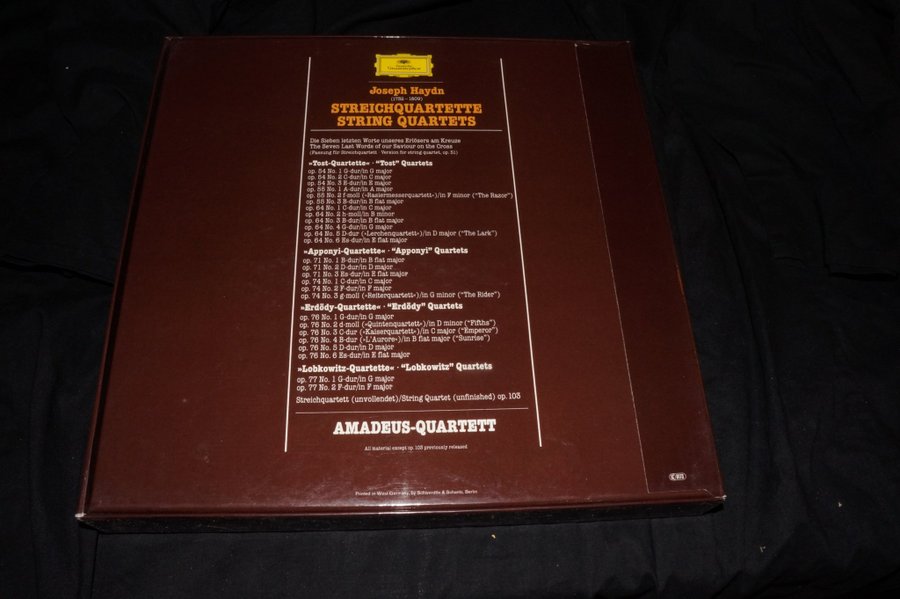 Deutsche
Grammophon
Joseph Haydn
(1732 - 1809)
STREICHQUARTETTE
STRING QUARTETS
Die Sieben letzten Worte unseres Erlösers am Kreuze
The Seven Last Words of our Saviour on the Cross
(Fassung für Streichquartett · Version for string quartet, op. 51)
»Tost-Quartette« · “Tost” Quartets
op. 54 No. 1 G-dur/in G major
op. 54 No. 2 C-dur/in C major
op. 54 No. 3 E-dur/in E major
op. 55 No. 1 A-dur/in A major
op. 55 No. 2 f-moll (»Rasiermesserquartett«)/in F minor (“The Razor”)
op. 55 No. 3 B-dur/in B flat major
op. 64 No. 1 C-dur/in C major
op. 64 No. 2 h-moll/in B minor
op. 64 No. 3 B-dur/in B flat major
op. 64 No. 4 G-dur/in G major
op. 64 No. 5 D-dur (»Lerchenquartett«)/in D major (“The Lark”)
op. 64 No. 6 Es-dur/in E flat major
»Apponyi-Quartette« · “Apponyi” Quartets
op. 71 No. 1 B-dur/in B flat major
op. 71 No. 2 D-dur/in D major
op. 71 No. 3 Es-dur/in E flat major
op. 74 No. 1 C-dur/in C major
op. 74 No. 2 F-dur/in F major
op. 74 No. 3 g-moll (»Reiterquartett«)/in G minor (“The Rider”)
»Erdödy-Quartette« · “Erdödy” Quartets
op. 76 No. 1 G-dur/in G major
op. 76 No. 2 d-moll (»Quintenquartett«)/in D minor (“Fifths”)
op. 76 No. 3 C-dur (»Kaiserquartett«)/in C major (“Emperor”)
op. 76 No. 4 B-dur (»L'Aurore«)/in B flat major (“Sunrise”)
op. 76 No. 5 D-dur/in D major
op. 76 No. 6 Es-dur/in E flat major
»Lobkowitz-Quartette« · “Lobkowitz” Quartets
op. 77 No. 1 G-dur/in G major
op. 77 No. 2 F-dur/in F major
Streichquartett (unvollendet)/String Quartet (unfinished) op. 103
AMADEUS-QUARTETT
All material except op. 103 previously released
Printed in West Germany, by Schwerdtle & Schantz, Berlin